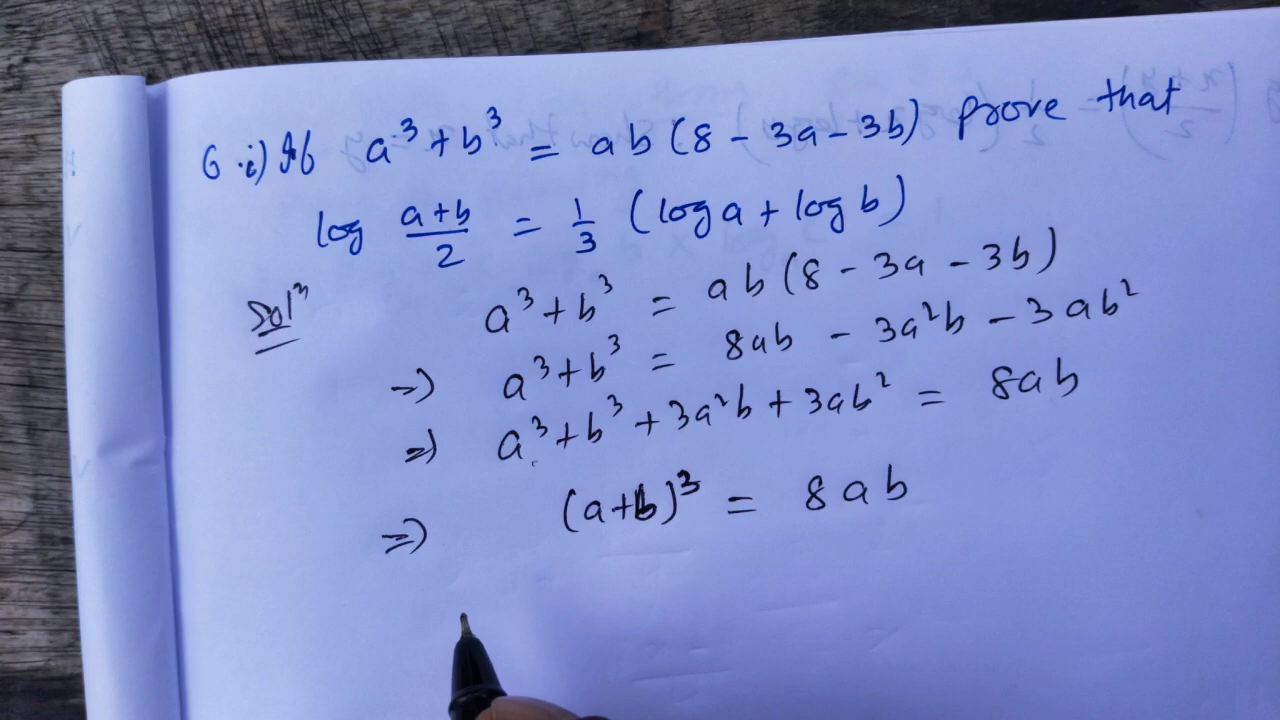 6.i) If a³+b³ = ab(8-3a-3b) prove that
log a+b/2 = 1/3 (log a + log b)
Solⁿ a³+b³ = ab(8-3a-3b)
=) a³+b³ = 8ab - 3a²b - 3ab²
=) a³+b³+3a²b+3ab² = 8ab
=) (a+b)³ = 8ab